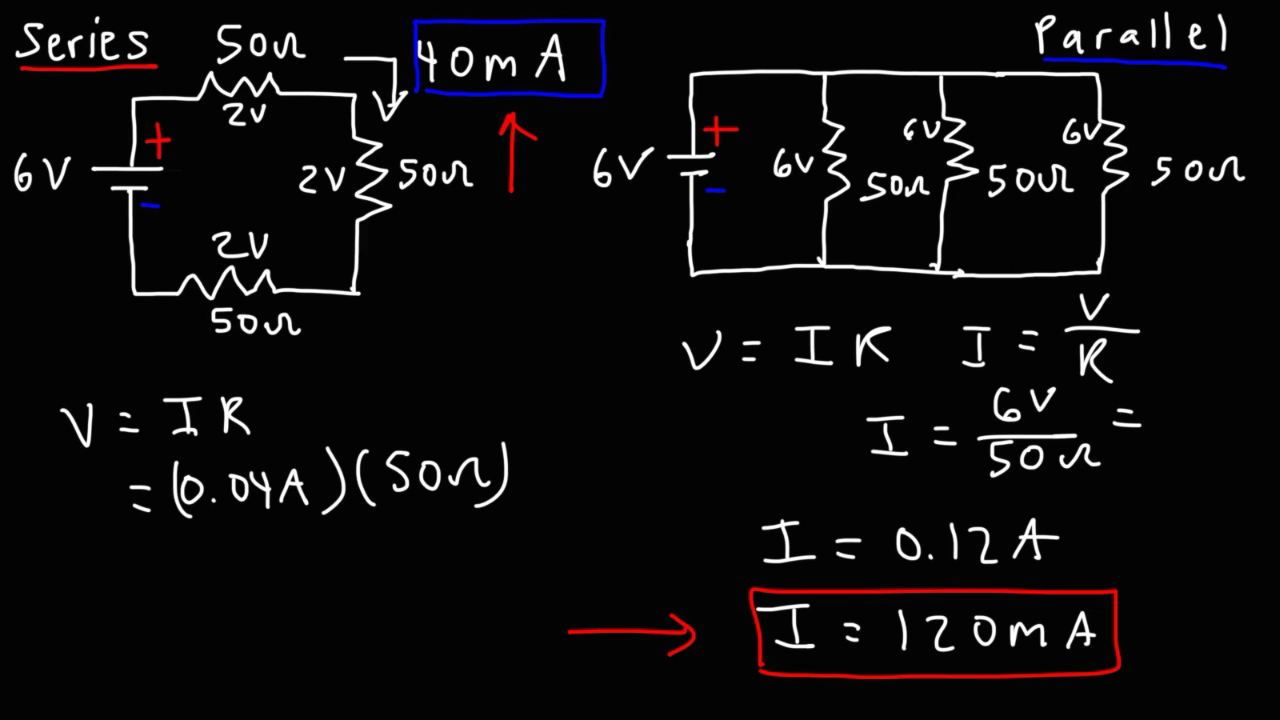 Series
50Ω
40mA
2V
6V
+
-
2V
50Ω
2V
50Ω
V = IR
= (0.04A)(50Ω)
Parallel
6V
+
-
6V
50Ω
6V
50Ω
6V
50Ω
V = IR
I = V/R
I = 6V/50Ω =
I = 0.12A
I = 120mA